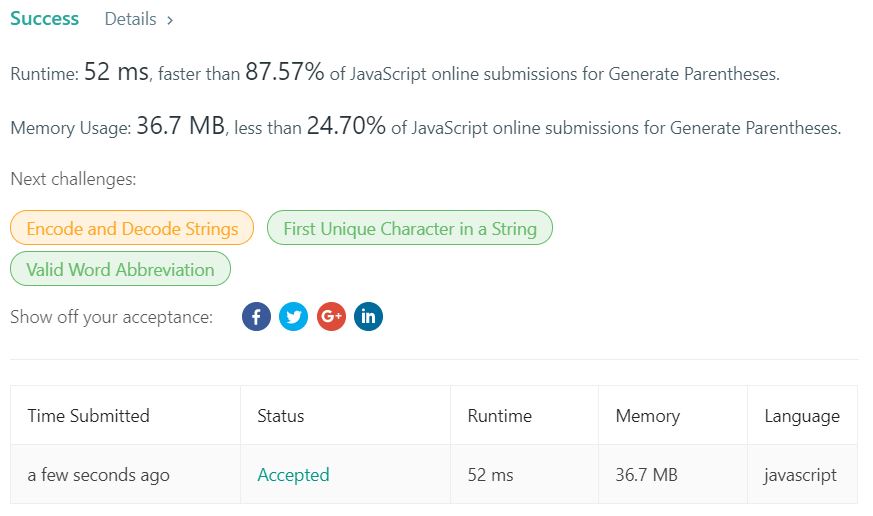 Success Details >
Runtime: 52 ms, faster than 87.57% of JavaScript online submissions for Generate Parentheses.
Memory Usage: 36.7 MB, less than 24.70% of JavaScript online submissions for Generate Parentheses.
Next challenges:
Encode and Decode Strings First Unique Character in a String
Valid Word Abbreviation
Show off your acceptance: f G+ in
Time Submitted Status Runtime Memory Language
a few seconds ago Accepted 52 ms 36.7 MB javascript